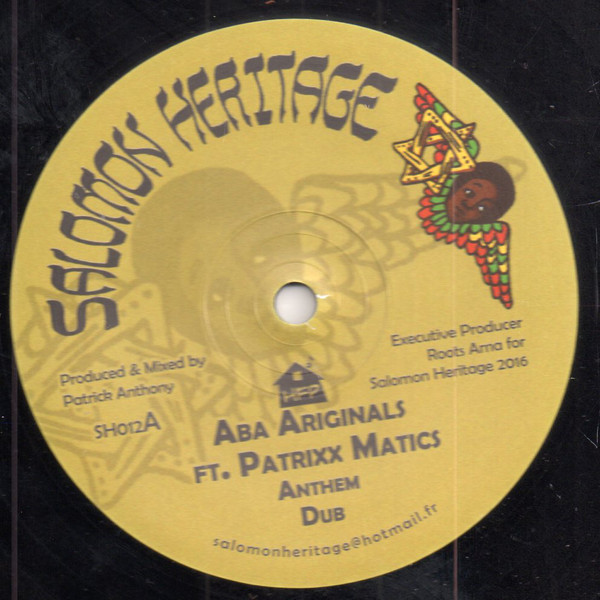 SALOMON HERITAGE
Produced & Mixed by
Patrick Anthony
SH012A
Executive Producer
Roots Arna for
Salomon Heritage 2016
HFP
ABA ARIGINALS
FT. PATRIXX MATICS
ANTHEM
DUB
salomonheritage@hotmail.fr